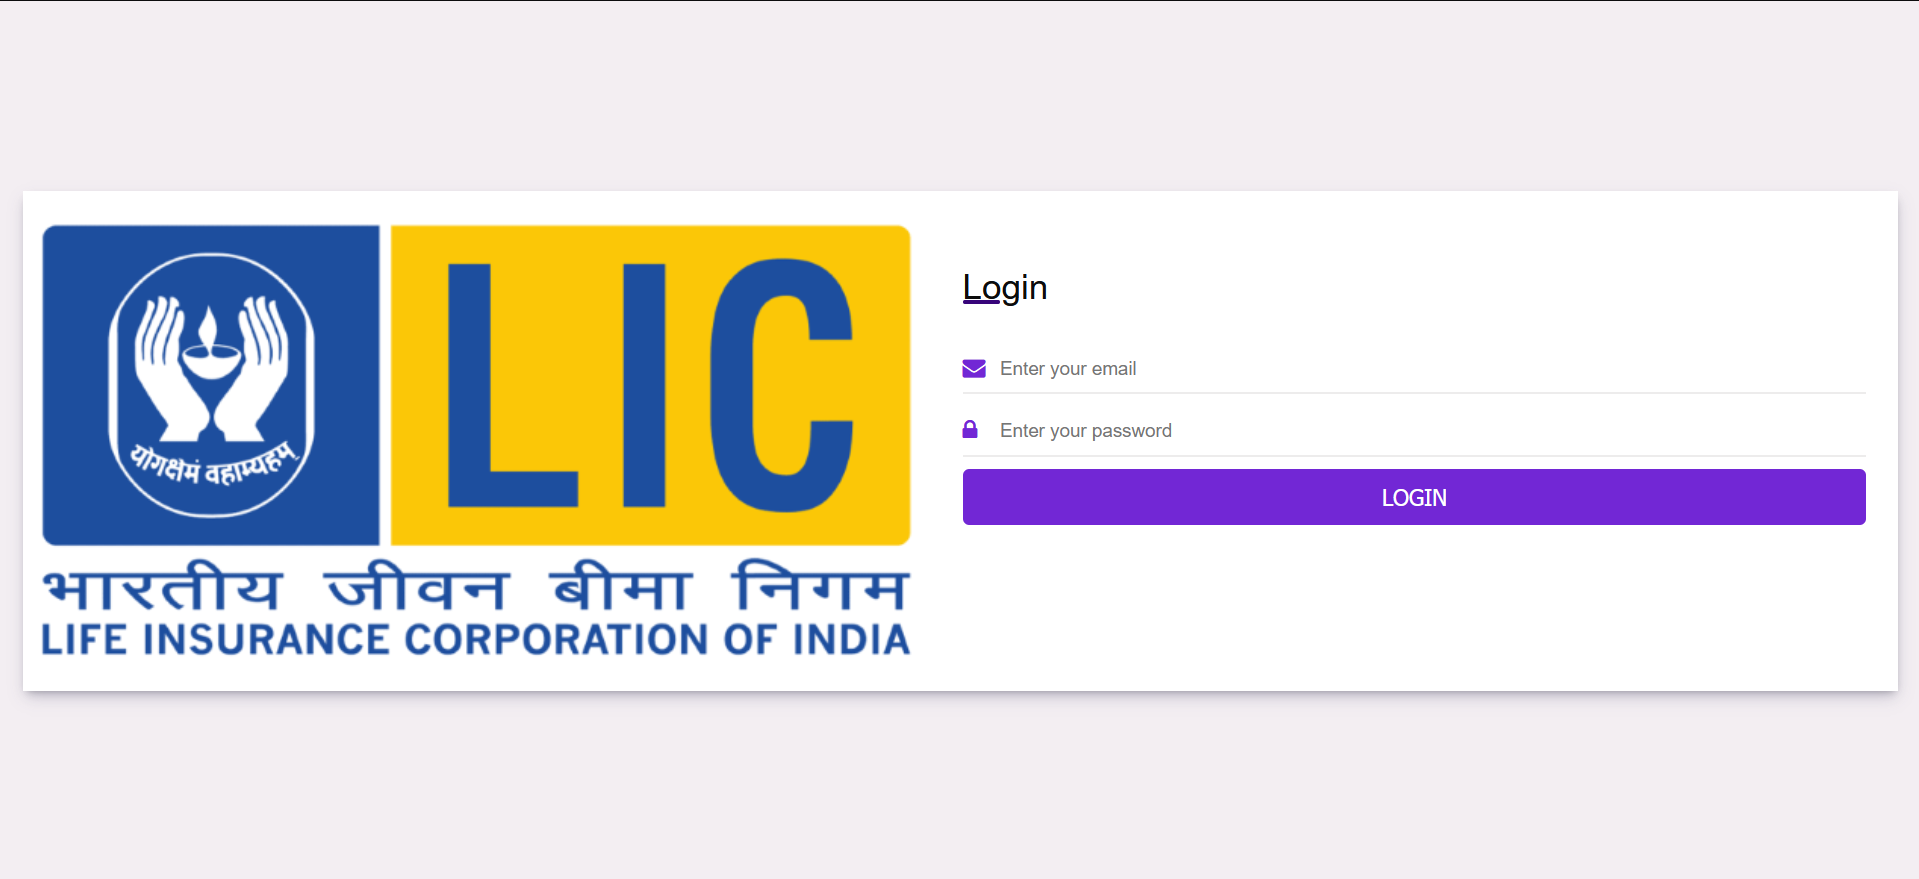 LIC
योगक्षेमं वहाम्यहम्
भारतीय जीवन बीमा निगम
LIFE INSURANCE CORPORATION OF INDIA
Login
Enter your email
Enter your password
LOGIN